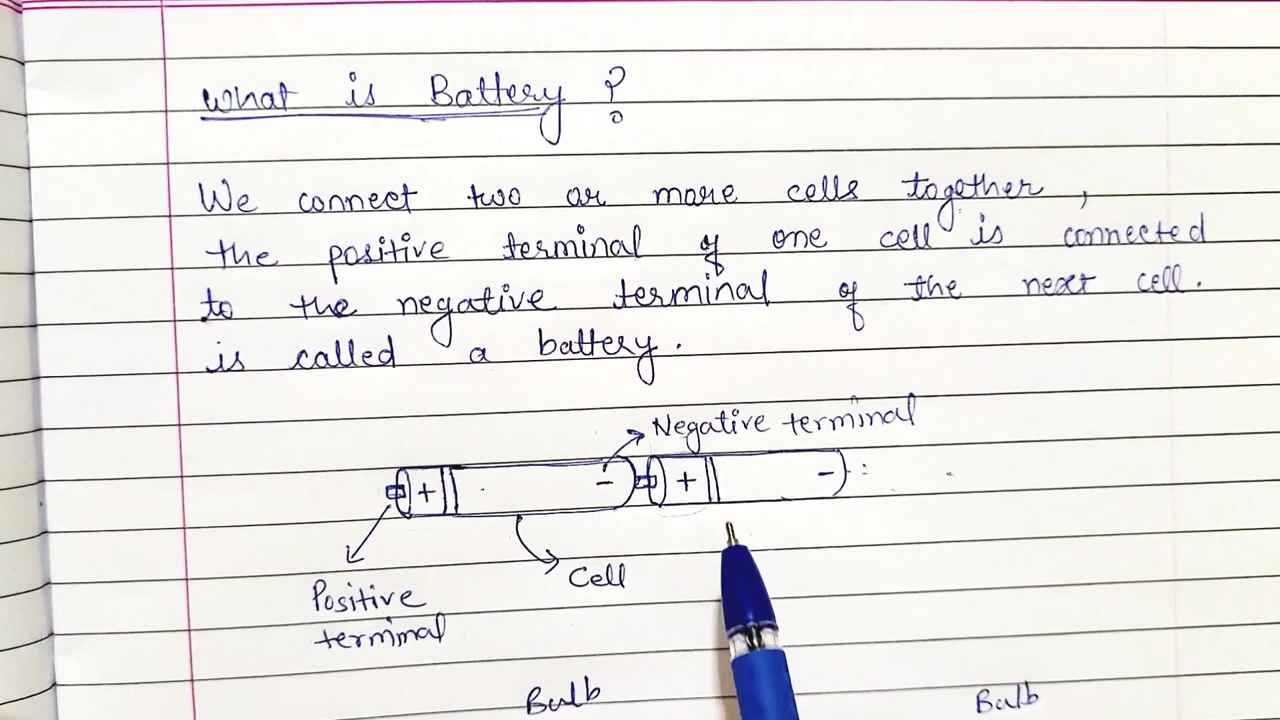 What is Battery ?
We connect two or more cells together ,
the positive terminal of one cell is connected
to the negative terminal of the next cell.
is called a battery.
Negative terminal
+ - + -
Cell
Positive
terminal
Bulb Bulb